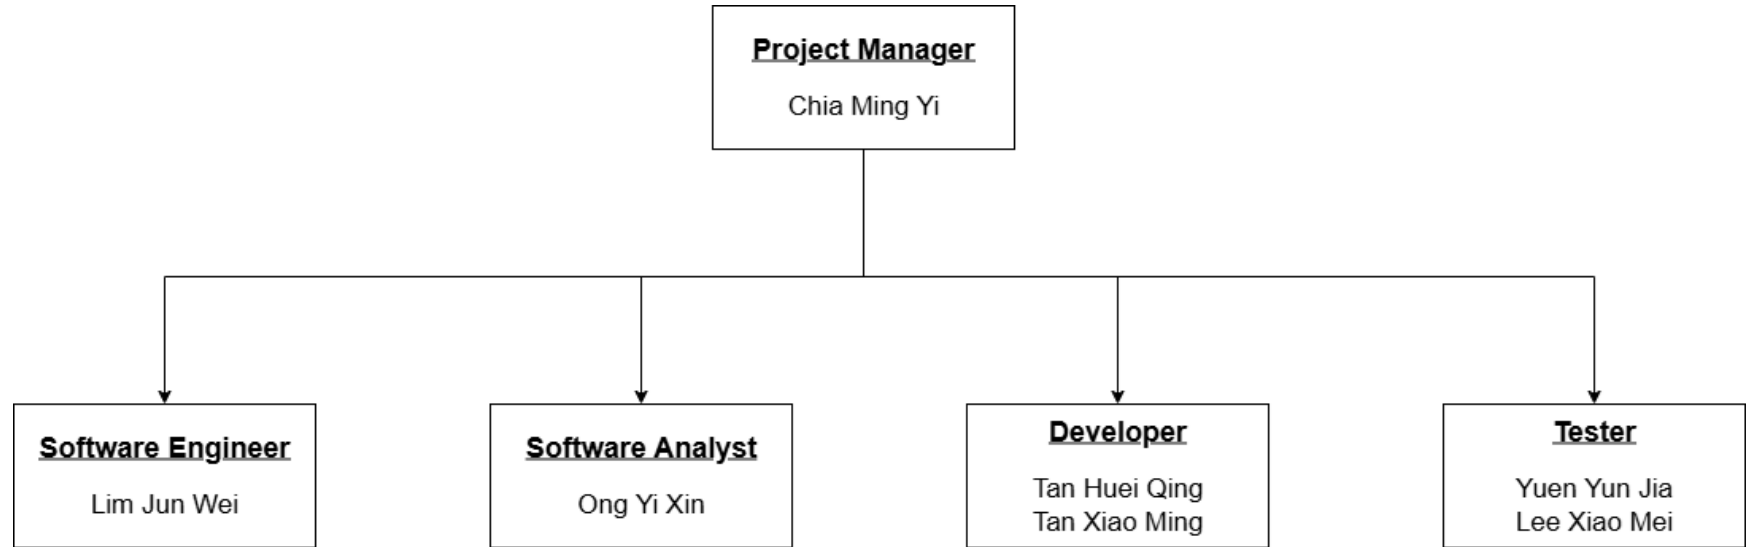 Project Manager
Chia Ming Yi
Software Engineer
Lim Jun Wei
Software Analyst
Ong Yi Xin
Developer
Tan Huei Qing
Tan Xiao Ming
Tester
Yuen Yun Jia
Lee Xiao Mei